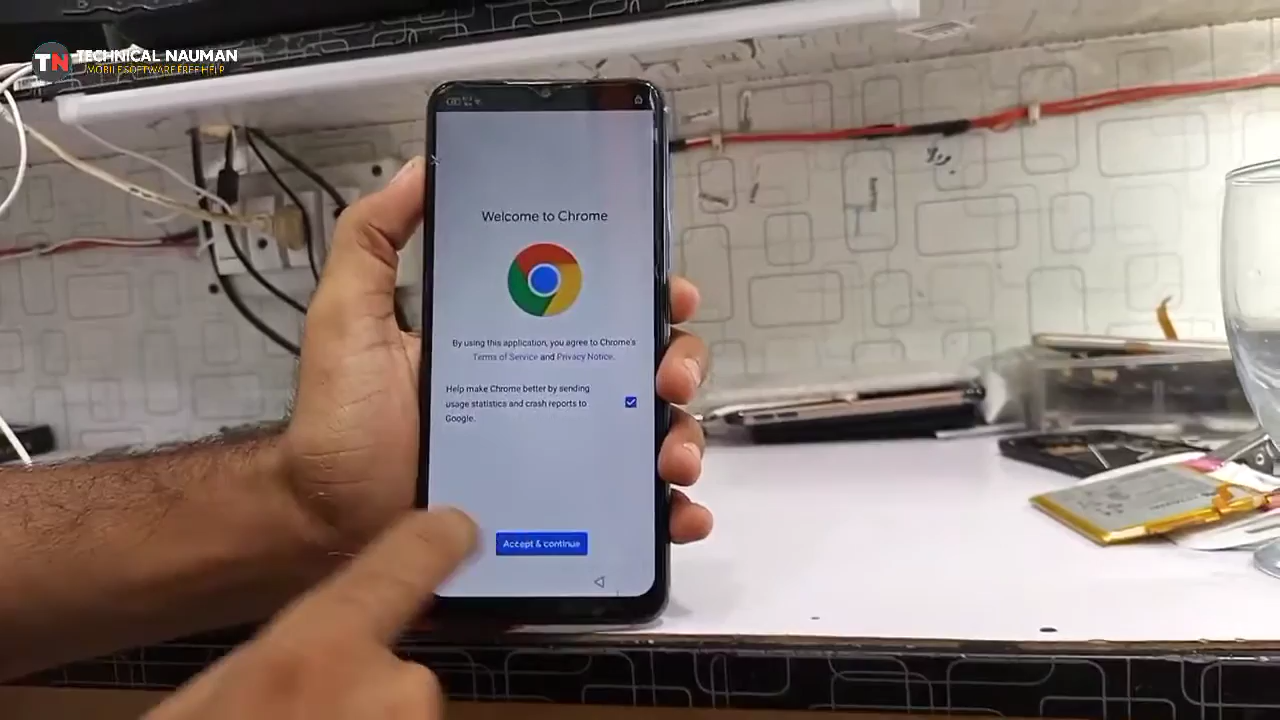 TN
TECHNICAL NAUMAN
MOBILE SOFTWARE FREE HELP
Welcome to Chrome
By using this application, you agree to Chrome's
Terms of Service and Privacy Notice.
Help make Chrome better by sending
usage statistics and crash reports to
Google.
Accept & continue